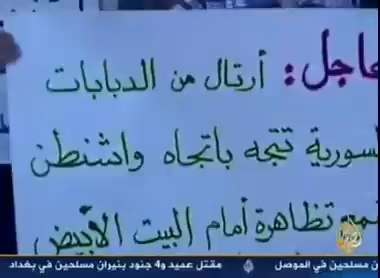 عاجل: أرتال من الدبابات
السورية تتجه باتجاه واشنطن
لقمع تظاهرة أمام البيت الأبيض
ن مسلحين في الموصل مقتل عميد و4 جنود بنيران مسلحين في بغداد